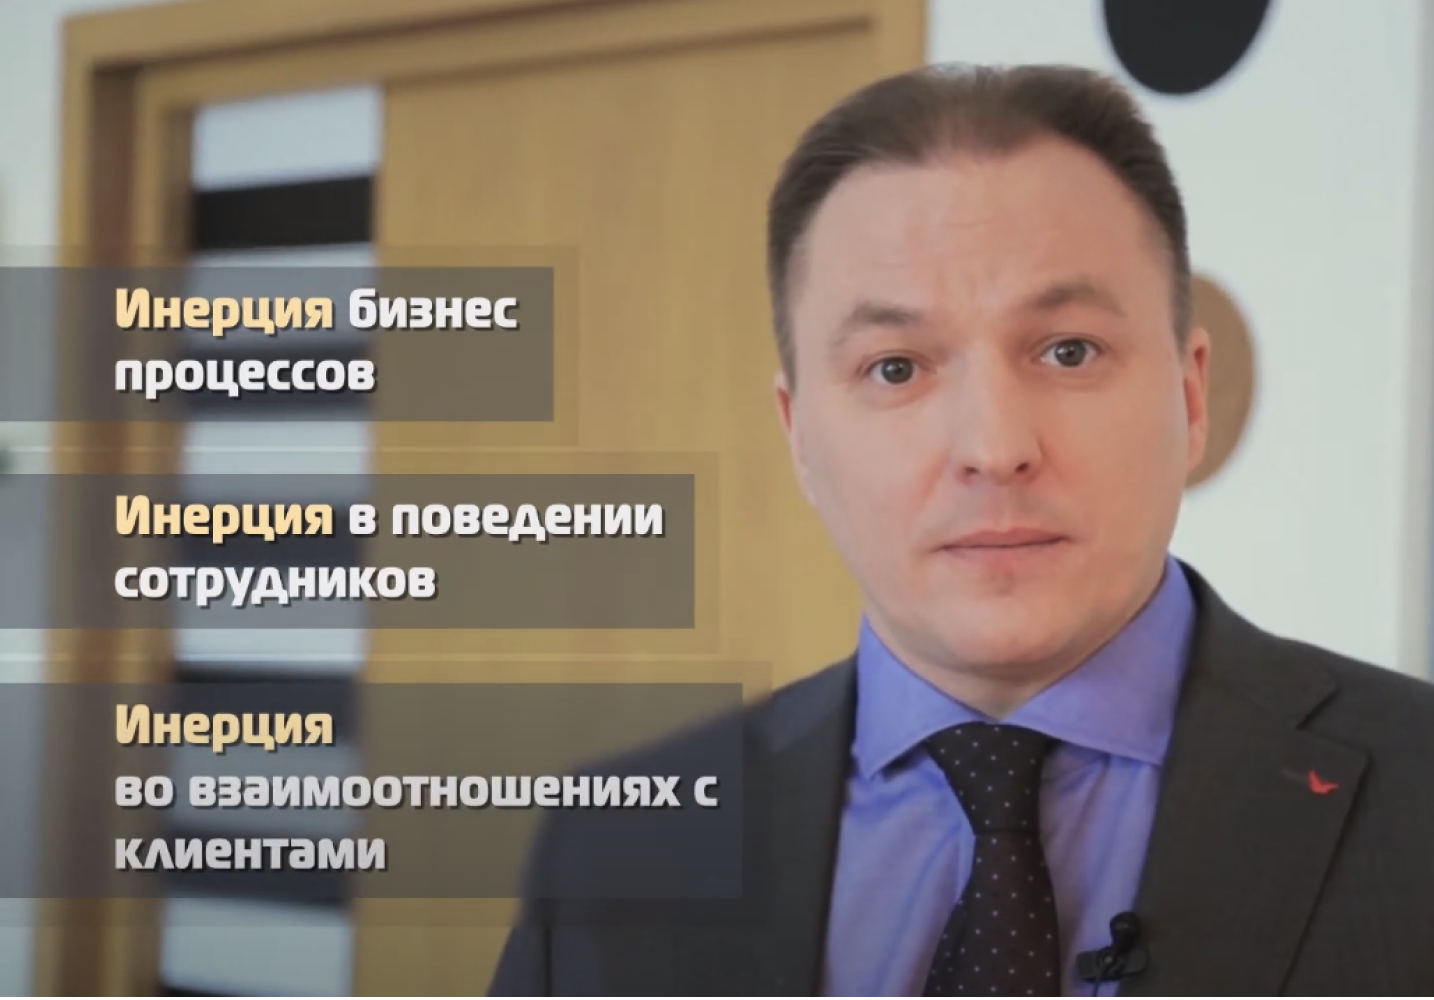 Инерция бизнес
процессов
Инерция в поведении
сотрудников
Инерция
во взаимоотношениях с
клиентами